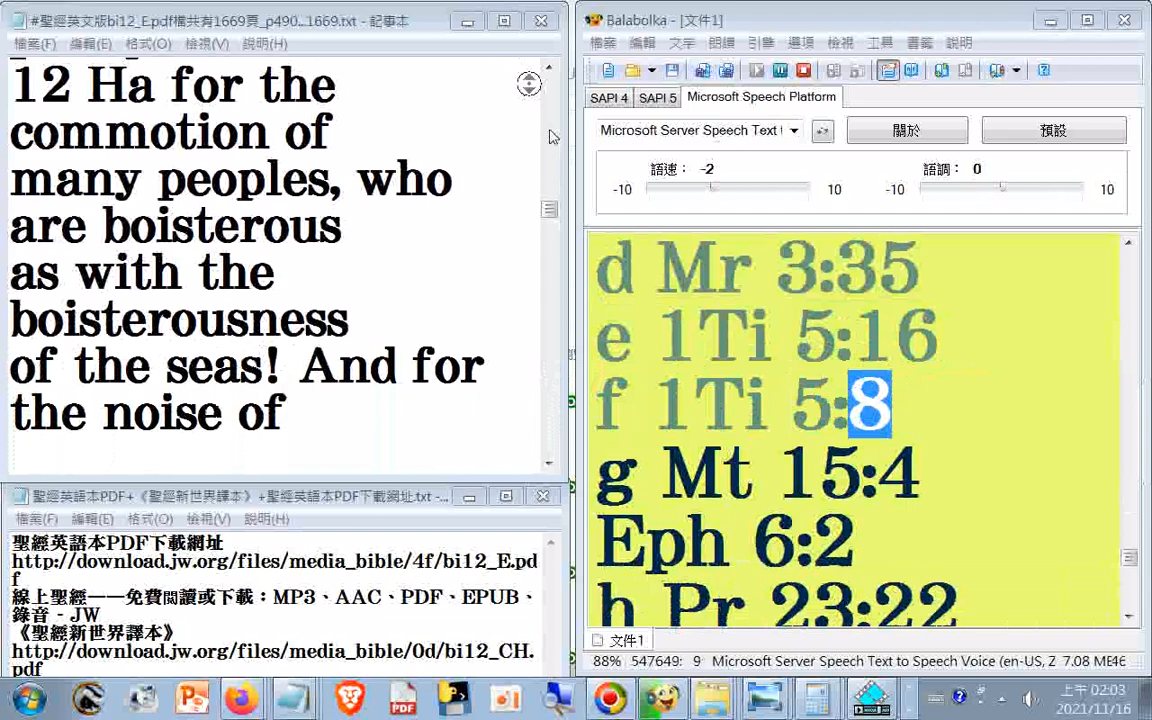 #聖經英文版bi12_E.pdf檔共有1669頁_p490...1669.txt - 記事本
檔案(F) 編輯(E) 格式(O) 檢視(V) 說明(H)
12 Ha for the
commotion of
many peoples, who
are boisterous
as with the
boisterousness
of the seas! And for
the noise of
聖經英語本PDF+《聖經新世界譯本》+聖經英語本PDF下載網址.txt - ...
檔案(F) 編輯(E) 格式(O) 檢視(V) 說明(H)
聖經英語本PDF下載網址
http://download.jw.org/files/media_bible/4f/bi12_E.pd
f
線上聖經——免費閱讀或下載：MP3、AAC、PDF、EPUB、
錄音 - JW
《聖經新世界譯本》
http://download.jw.org/files/media_bible/0d/bi12_CH.
pdf
Balabolka - [文件1]
檔案 編輯 文字 朗讀 引擎 選項 檢視 工具 書籤 說明
SAPI 4 SAPI 5 Microsoft Speech Platform
Microsoft Server Speech Text 關於 預設
語速： -2 語調： 0
-10 10 -10 10
d Mr 3:35
e 1Ti 5:16
f 1Ti 5:8
g Mt 15:4
Eph 6:2
h Pr 23:22
文件1
88% 547649: 9 Microsoft Server Speech Text to Speech Voice (en-US, Z 7.08 ME46
上午 02:03
2021/11/16